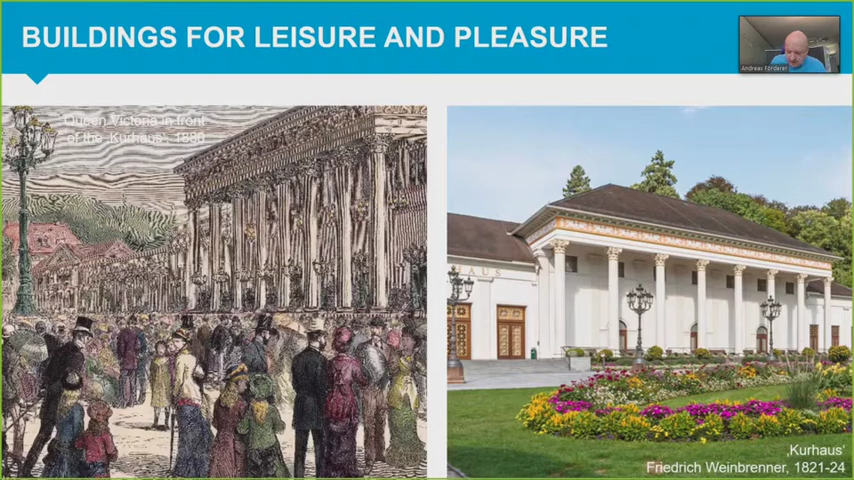 BUILDINGS FOR LEISURE AND PLEASURE
Andreas Förderer
Queen Victoria in front
of the ‚Kurhaus‘, 1880
HAUS
‚Kurhaus‘
Friedrich Weinbrenner, 1821-24